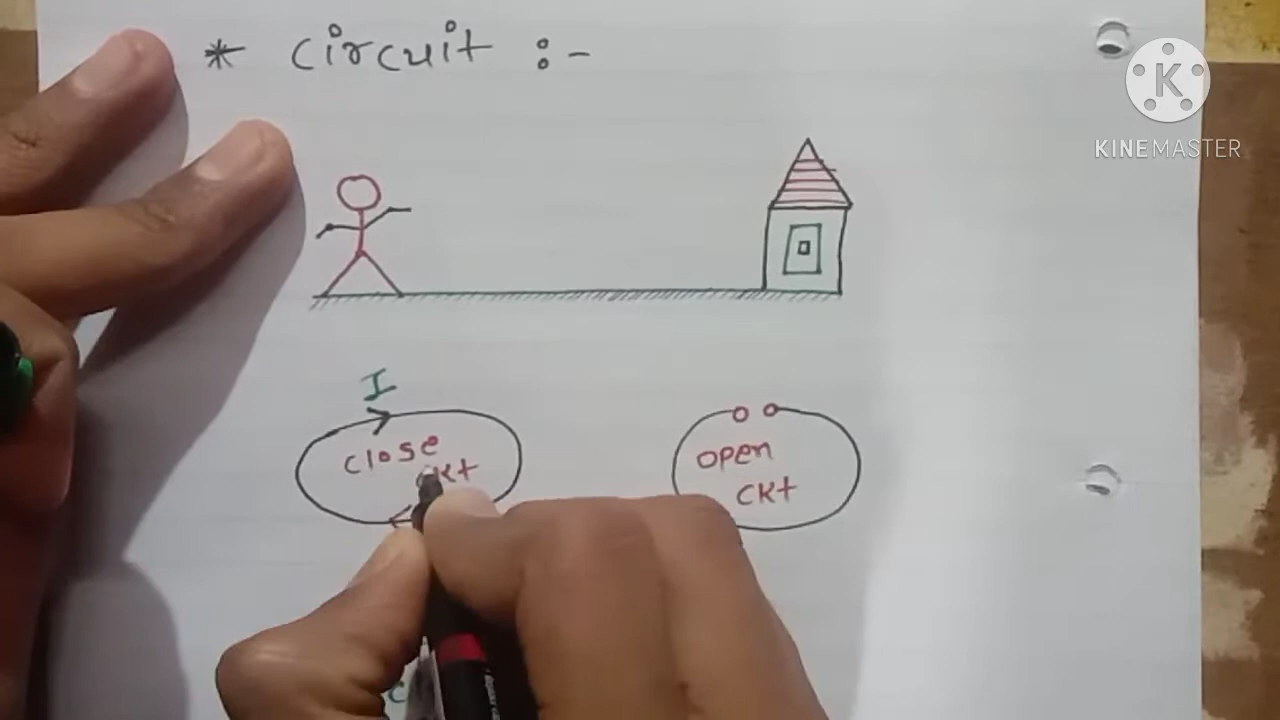 * Circuit :-
K
KINEMASTER
I
close
ckt
open
CKt
C